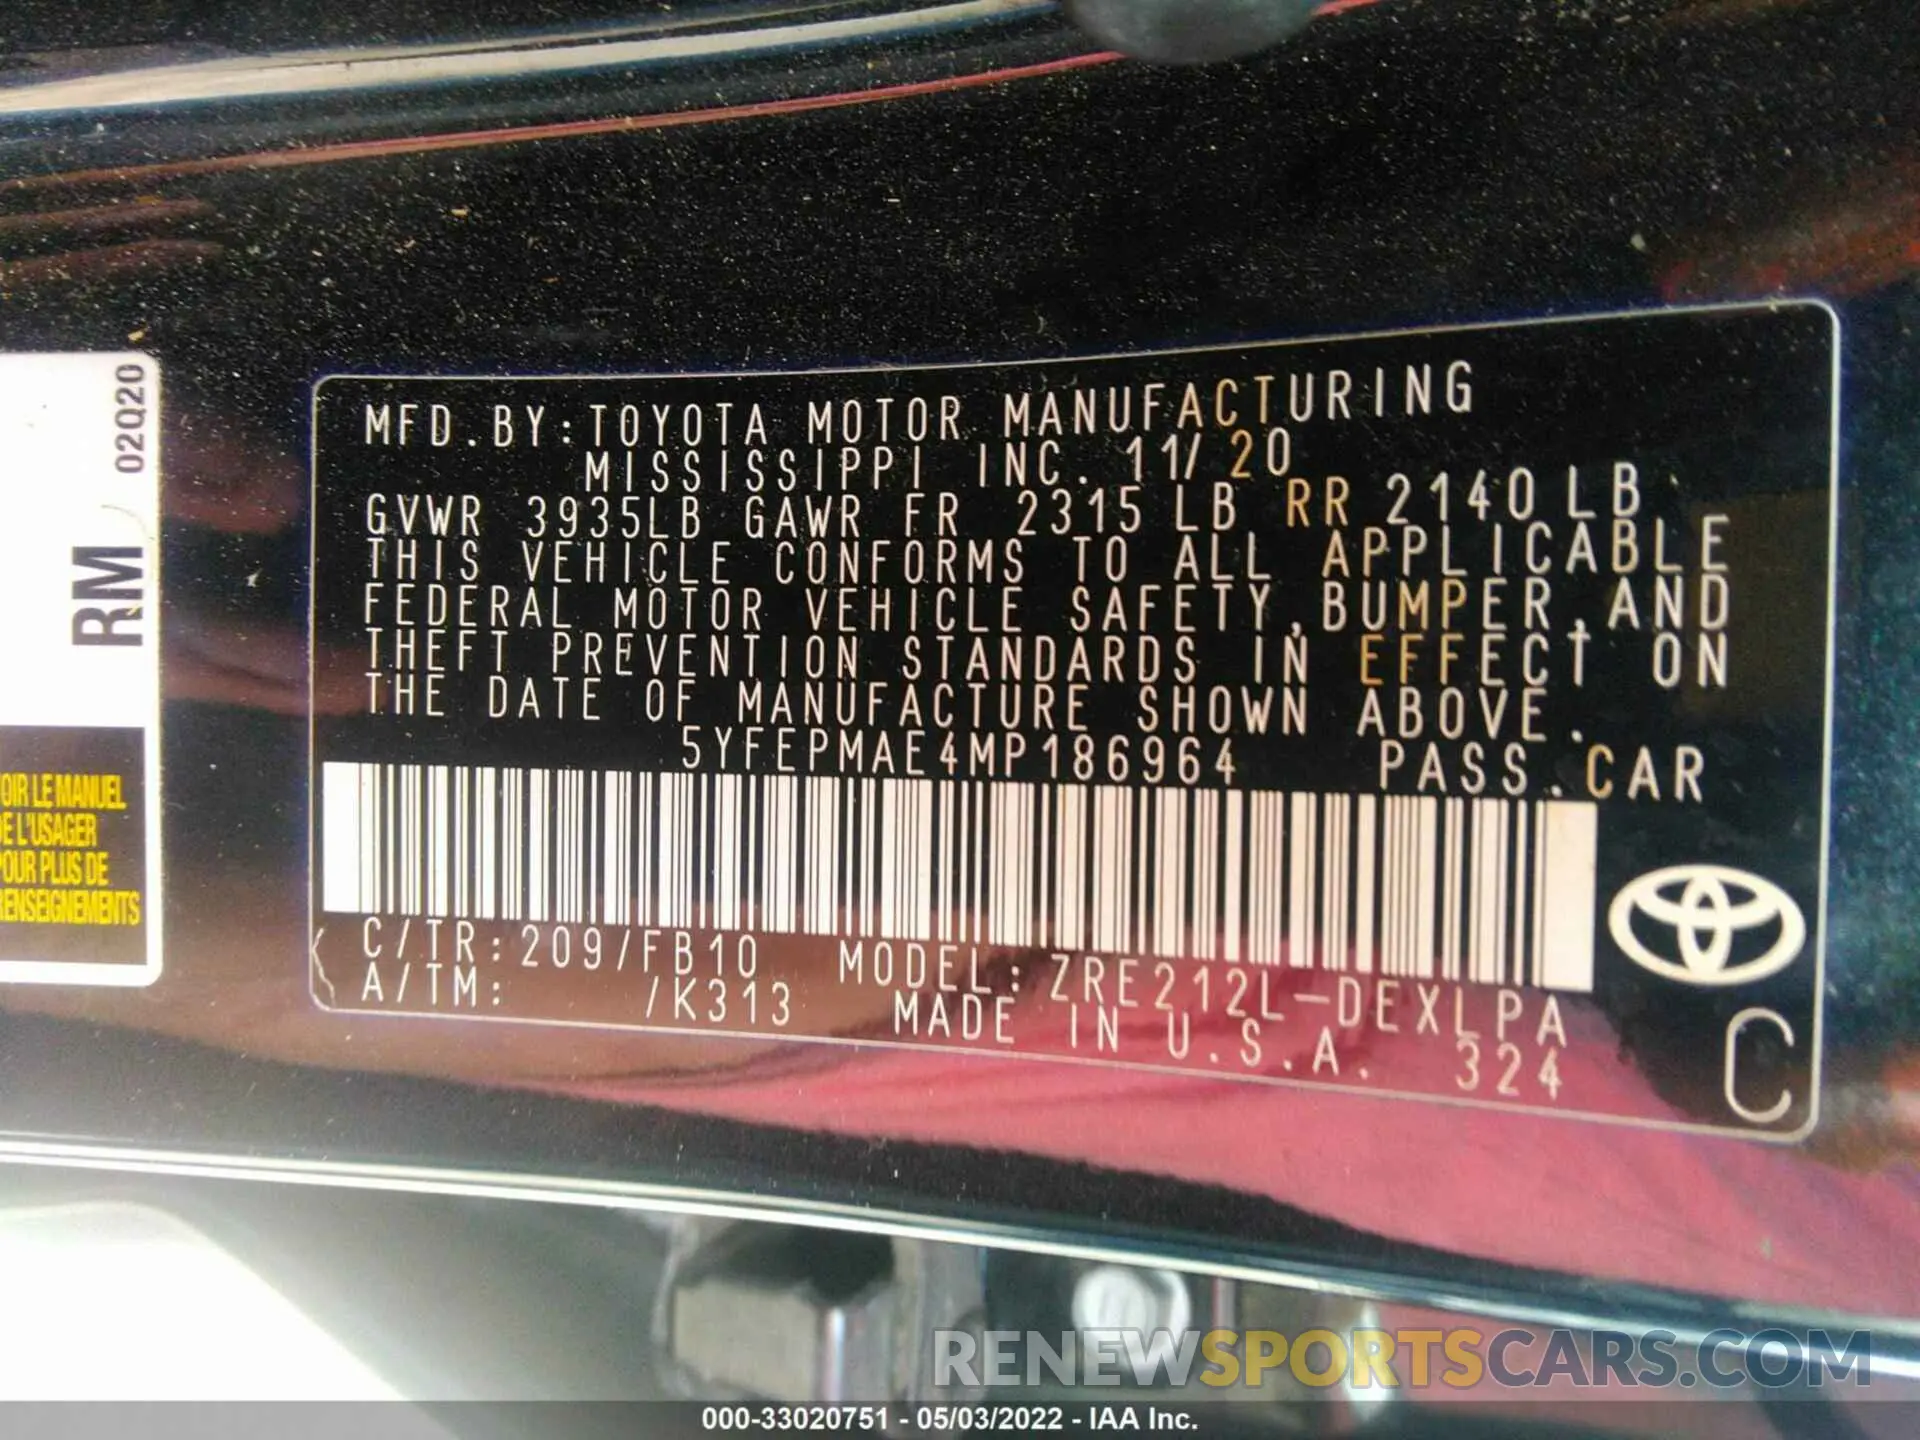 02Q20
RM
OIR LE MANUEL
DE L'USAGER
POUR PLUS DE
RENSEIGNEMENTS
MFD.BY:TOYOTA MOTOR MANUFACTURING
MISSISSIPPI INC. 11/20
GVWR 3935LB GAWR FR 2315LB RR 2140LB
THIS VEHICLE CONFORMS TO ALL APPLICABLE
FEDERAL MOTOR VEHICLE SAFETY,BUMPER,AND
THEFT PREVENTION STANDARDS IN EFFECT ON
THE DATE OF MANUFACTURE SHOWN ABOVE.
5YFEPMAE4MP186964 PASS.CAR
C/TR:209/FB10 MODEL:ZRE212L-DEXLPA
A/TM: /K313 MADE IN U.S.A. 324
C
RENEWSPORTSCARS.COM
000-33020751 - 05/03/2022 - IAA Inc.